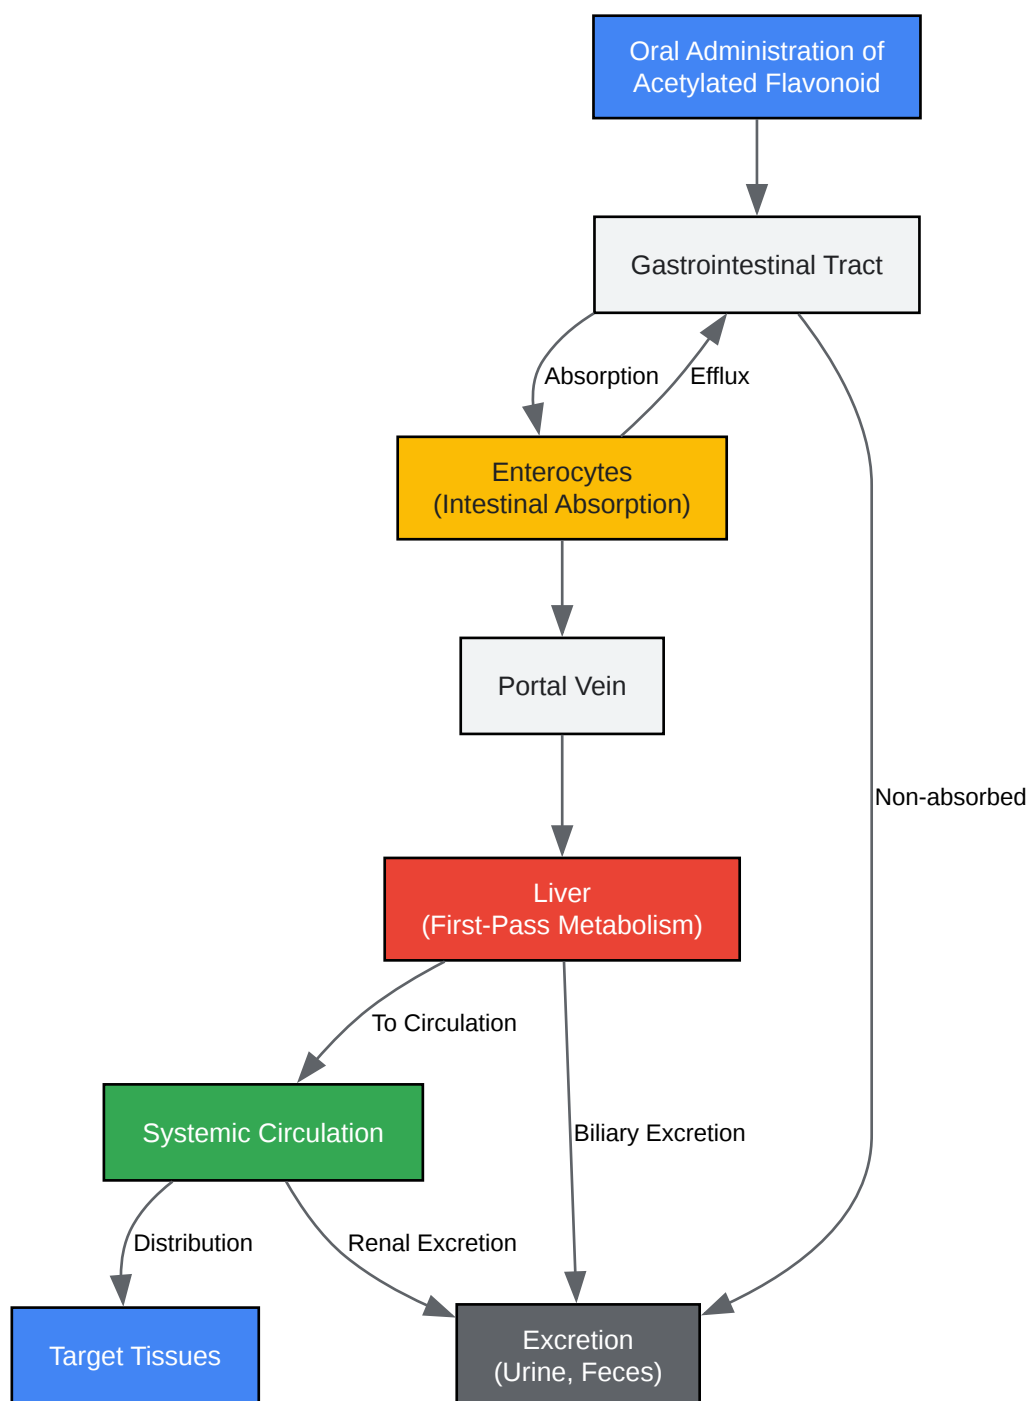 Oral Administration of
Acetylated Flavonoid
Gastrointestinal Tract
Absorption
Efflux
Enterocytes
(Intestinal Absorption)
Portal Vein
Non-absorbed
Liver
(First-Pass Metabolism)
To Circulation
Systemic Circulation
Biliary Excretion
Distribution
Renal Excretion
Target Tissues
Excretion
(Urine, Feces)